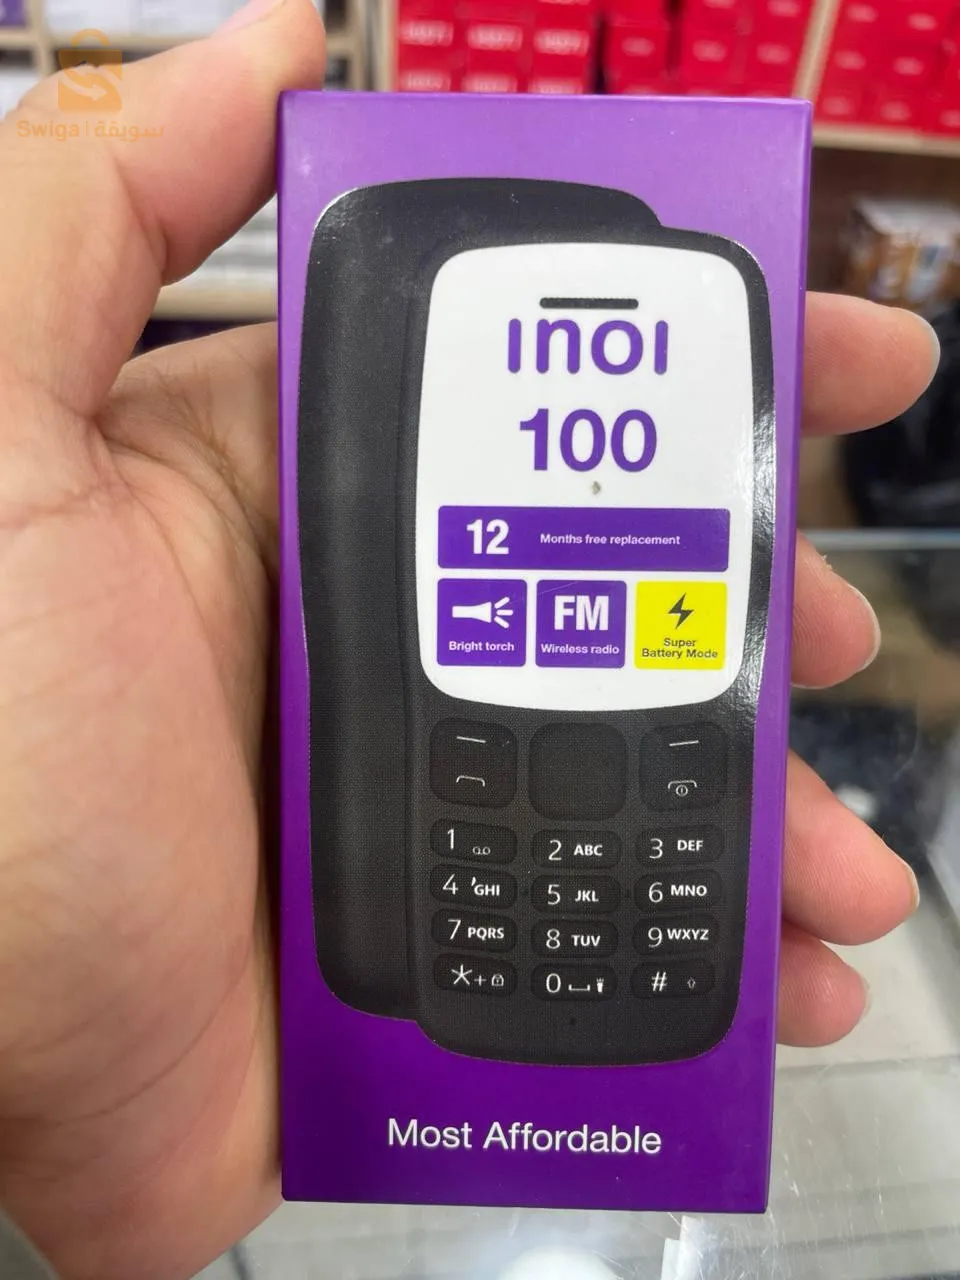 Swiga | سويقة
inoi
100
12 Months free replacement
Bright torch
FM
Wireless radio
Super
Battery Mode
1
2 ABC
3 DEF
4 GHI
5 JKL
6 MNO
7 PQRS
8 TUV
9 WXYZ
* +
0
#
Most Affordable